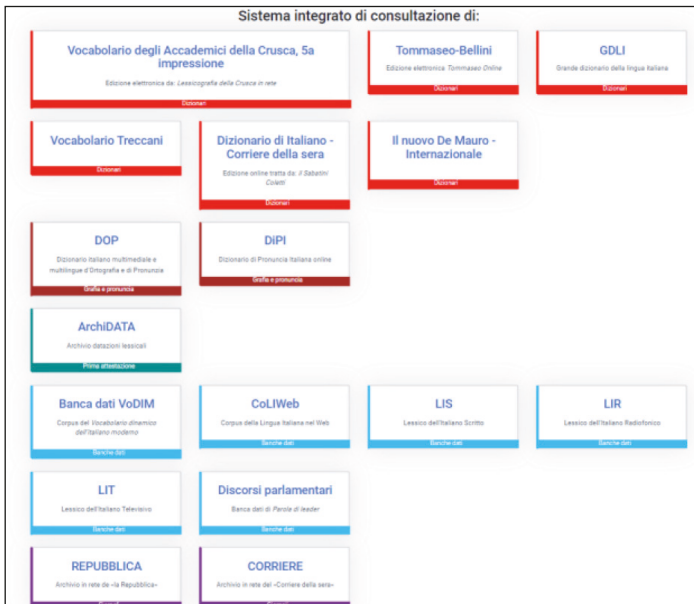 Sistema integrato di consultazione di:
Vocabolario degli Accademici della Crusca, 5a
impressione
Edizione elettronica da: Lessicografia della Crusca in rete
Dizionari
Tommaseo-Bellini
Edizione elettronica Tommaseo Online
Dizionari
GDLI
Grande dizionario della lingua italiana
Dizionari
Vocabolario Treccani
Dizionari
Dizionario di Italiano -
Corriere della sera
Edizione online tratta da: il Sabatini
Coletti
Dizionari
Il nuovo De Mauro -
Internazionale
Dizionari
DOP
Dizionario italiano multimediale e
multilingue d'Ortografia e di Pronunzia
Grafia e pronuncia
DiPI
Dizionario di Pronuncia Italiana online
Grafia e pronuncia
ArchiDATA
Archivio datazioni lessicali
Prima attestazione
Banca dati VoDIM
Corpus del Vocabolario dinamico
dell'italiano moderno
Banche dati
CoLIWeb
Corpus della Lingua Italiana nel Web
Banche dati
LIS
Lessico dell'Italiano Scritto
Banche dati
LIR
Lessico dell'Italiano Radiofonico
Banche dati
LIT
Lessico dell'Italiano Televisivo
Banche dati
Discorsi parlamentari
Banca dati di Parola di leader
Banche dati
REPUBBLICA
Archivio in rete de «la Repubblica»
CORRIERE
Archivio in rete del «Corriere della sera»